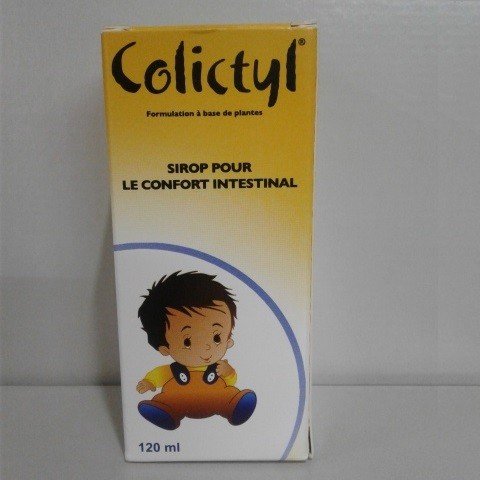 Colictyl®
Formulation à base de plantes
SIROP POUR
LE CONFORT INTESTINAL
120 ml